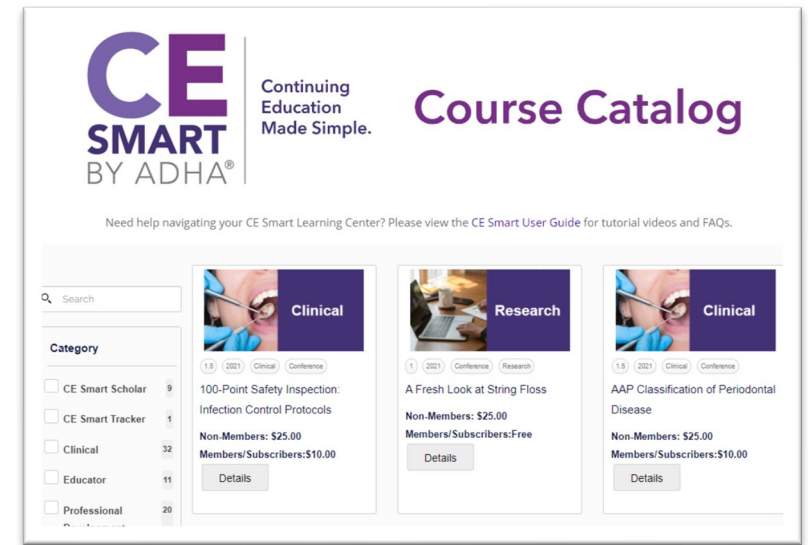 CE
SMART
BY ADHA®
Continuing
Education
Made Simple.
Course Catalog
Need help navigating your CE Smart Learning Center? Please view the CE Smart User Guide for tutorial videos and FAQs.
Search
Category
CE Smart Scholar 9
CE Smart Tracker 1
Clinical 32
Educator 11
Professional 20
Clinical
1.5 2021 Clinical Conference
100-Point Safety Inspection:
Infection Control Protocols
Non-Members: $25.00
Members/Subscribers:$10.00
Details
Research
1 2021 Conference Research
A Fresh Look at String Floss
Non-Members: $25.00
Members/Subscribers:Free
Details
Clinical
1.5 2021 Clinical Conference
AAP Classification of Periodontal
Disease
Non-Members: $25.00
Members/Subscribers:$10.00
Details